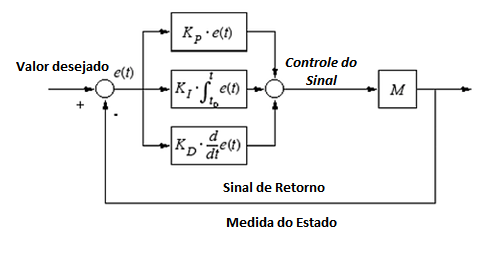 K_P · e(t)
Valor desejado
e(t)
Controle do
Sinal
K_I · ∫_{t_0}^{t} e(t)
M
+
-
K_D · d/dt e(t)
Sinal de Retorno
Medida do Estado